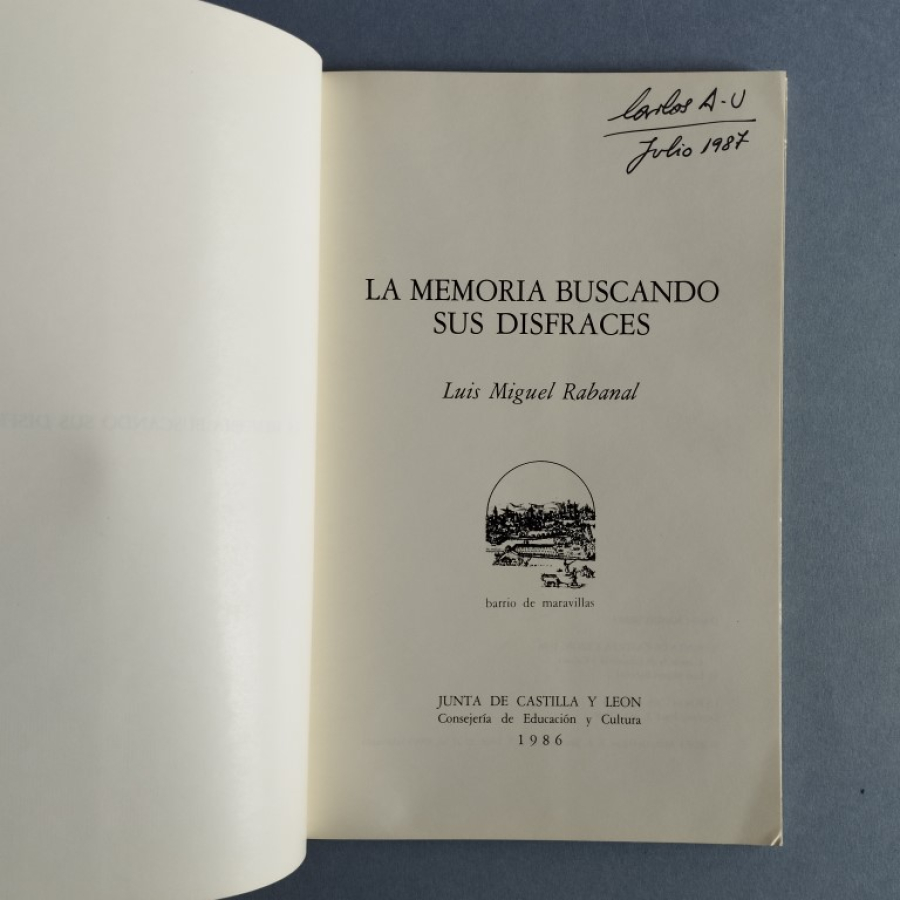 Carlos A-U
Julio 1987
LA MEMORIA BUSCANDO
SUS DISFRACES
Luis Miguel Rabanal
barrio de maravillas
JUNTA DE CASTILLA Y LEON
Consejería de Educación y Cultura
1986